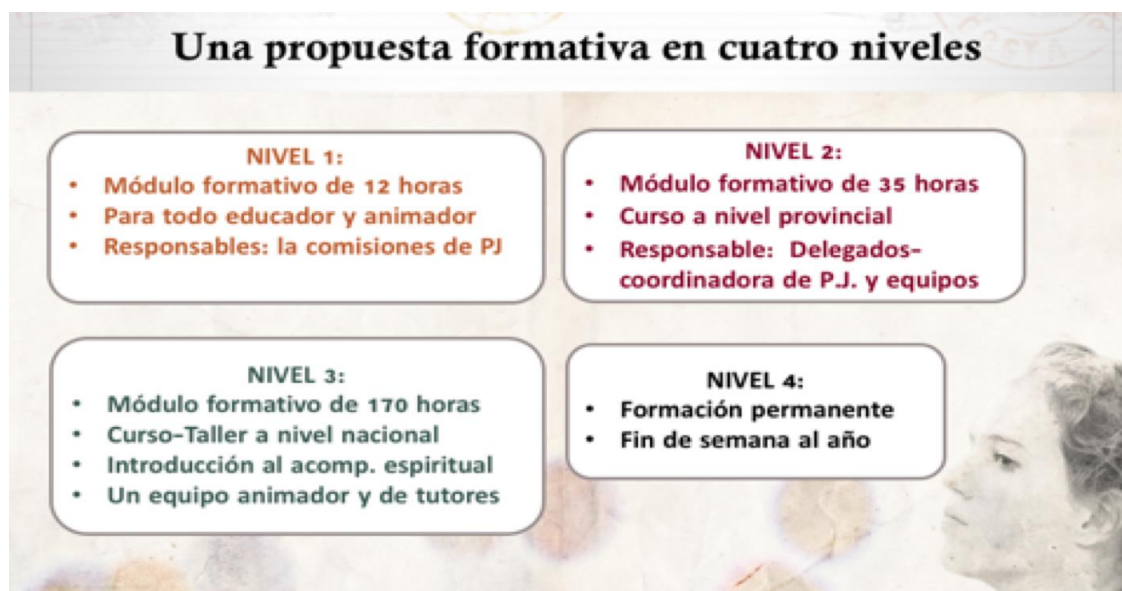 Una propuesta formativa en cuatro niveles
NIVEL 1:
• Módulo formativo de 12 horas
• Para todo educador y animador
• Responsables: la comisiones de PJ
NIVEL 2:
• Módulo formativo de 35 horas
• Curso a nivel provincial
• Responsable: Delegados-
coordinadora de P.J. y equipos
NIVEL 3:
• Módulo formativo de 170 horas
• Curso-Taller a nivel nacional
• Introducción al acomp. espiritual
• Un equipo animador y de tutores
NIVEL 4:
• Formación permanente
• Fin de semana al año